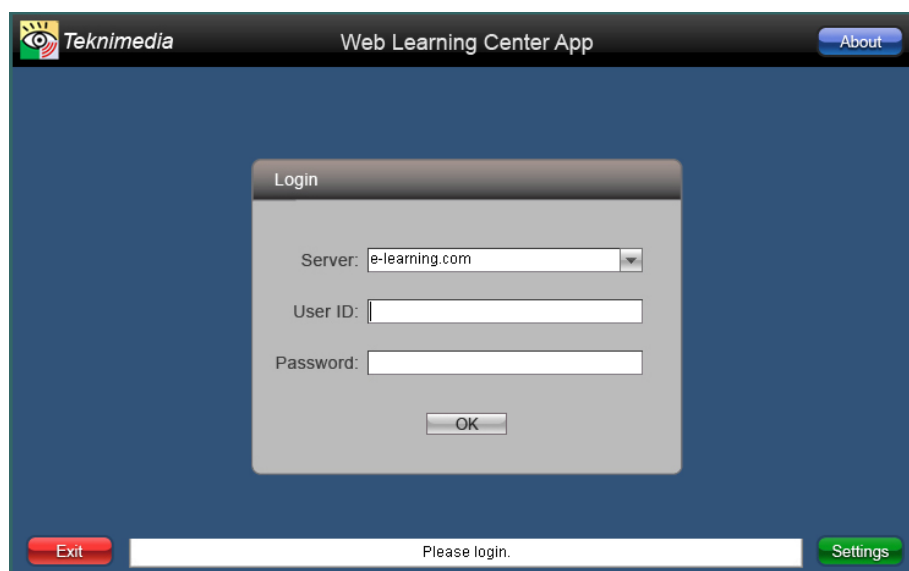 Teknimedia
Web Learning Center App
About
Login
Server: e-learning.com
User ID:
Password:
OK
Exit
Please login.
Settings